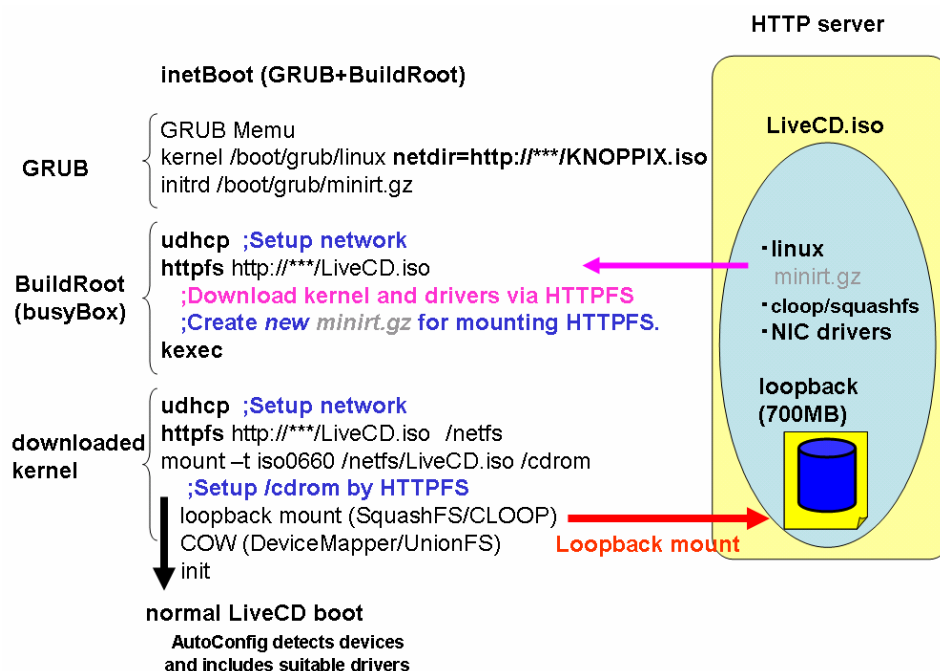 HTTP server
inetBoot (GRUB+BuildRoot)
GRUB
GRUB Memu
kernel /boot/grub/linux netdir=http://***/KNOPPIX.iso
initrd /boot/grub/minirt.gz
BuildRoot
(busyBox)
udhcp ;Setup network
httpfs http://***/LiveCD.iso
;Download kernel and drivers via HTTPFS
;Create new minirt.gz for mounting HTTPFS.
kexec
downloaded
kernel
udhcp ;Setup network
httpfs http://***/LiveCD.iso /netfs
mount –t iso0660 /netfs/LiveCD.iso /cdrom
;Setup /cdrom by HTTPFS
loopback mount (SquashFS/CLOOP)
COW (DeviceMapper/UnionFS)
init
Loopback mount
normal LiveCD boot
AutoConfig detects devices
and includes suitable drivers
LiveCD.iso
・linux
minirt.gz
・cloop/squashfs
・NIC drivers
loopback
(700MB)